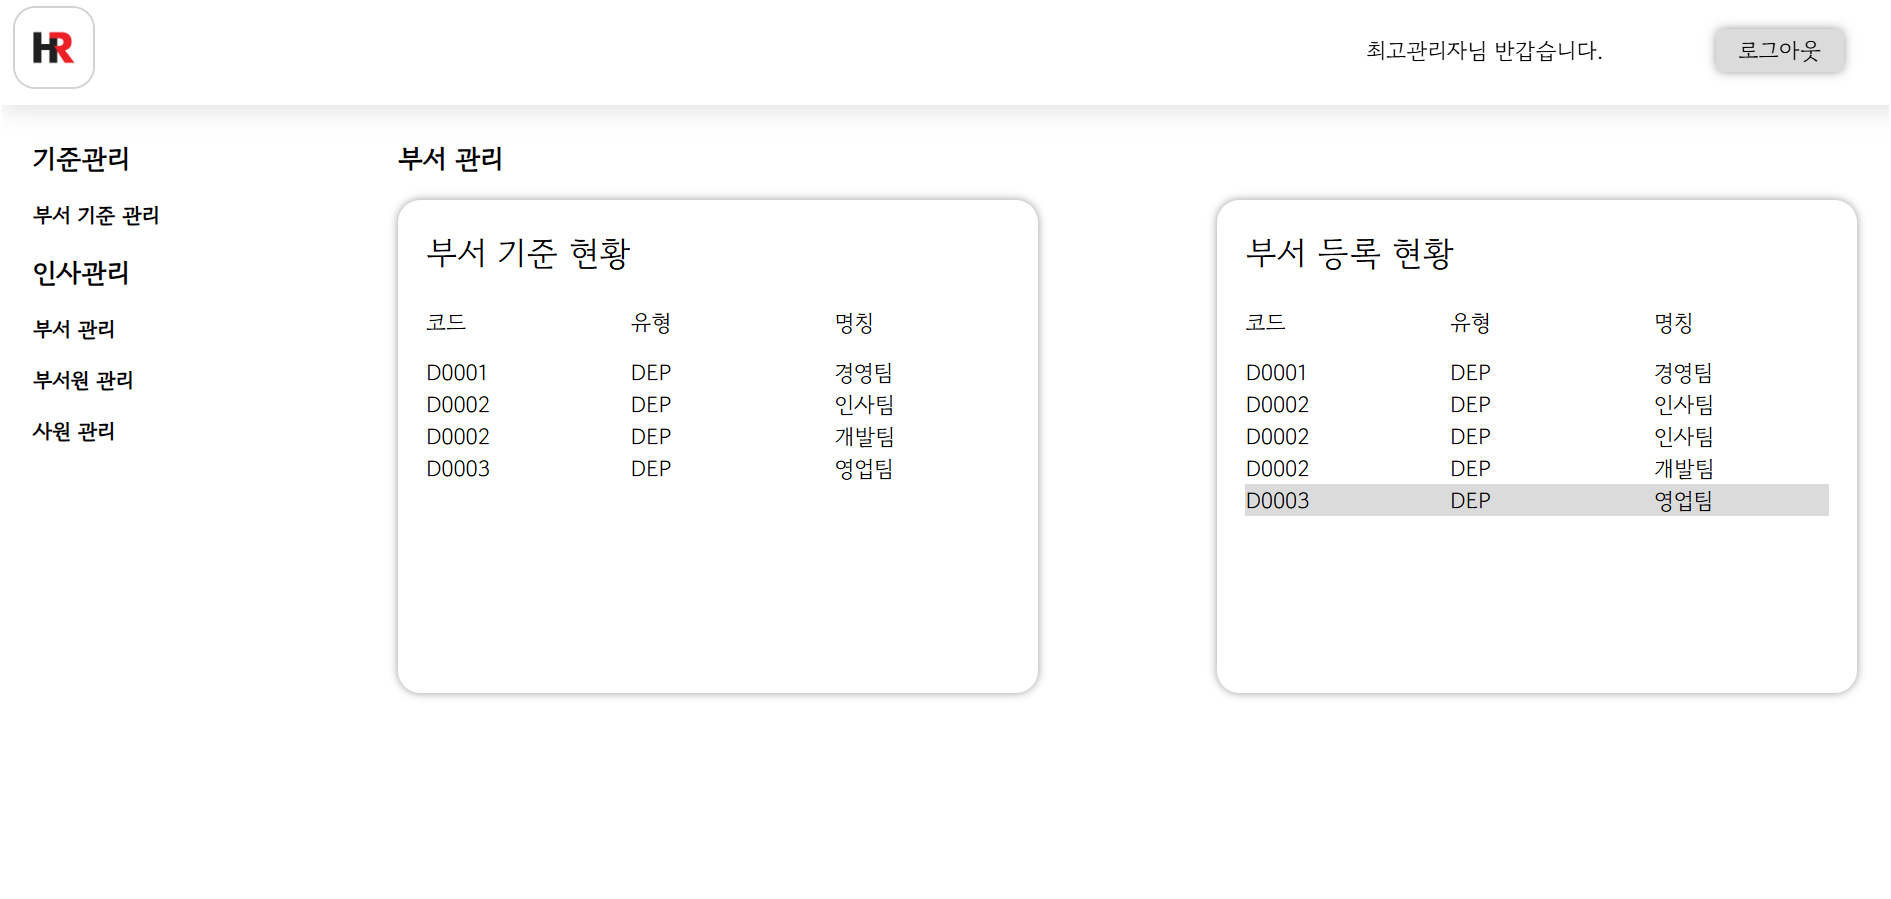 HR
최고관리자님 반갑습니다.
로그아웃
기준관리
부서 기준 관리
인사관리
부서 관리
부서원 관리
사원 관리
부서 관리
부서 기준 현황
코드 유형 명칭
D0001 DEP 경영팀
D0002 DEP 인사팀
D0002 DEP 개발팀
D0003 DEP 영업팀
부서 등록 현황
코드 유형 명칭
D0001 DEP 경영팀
D0002 DEP 인사팀
D0002 DEP 인사팀
D0002 DEP 개발팀
D0003 DEP 영업팀